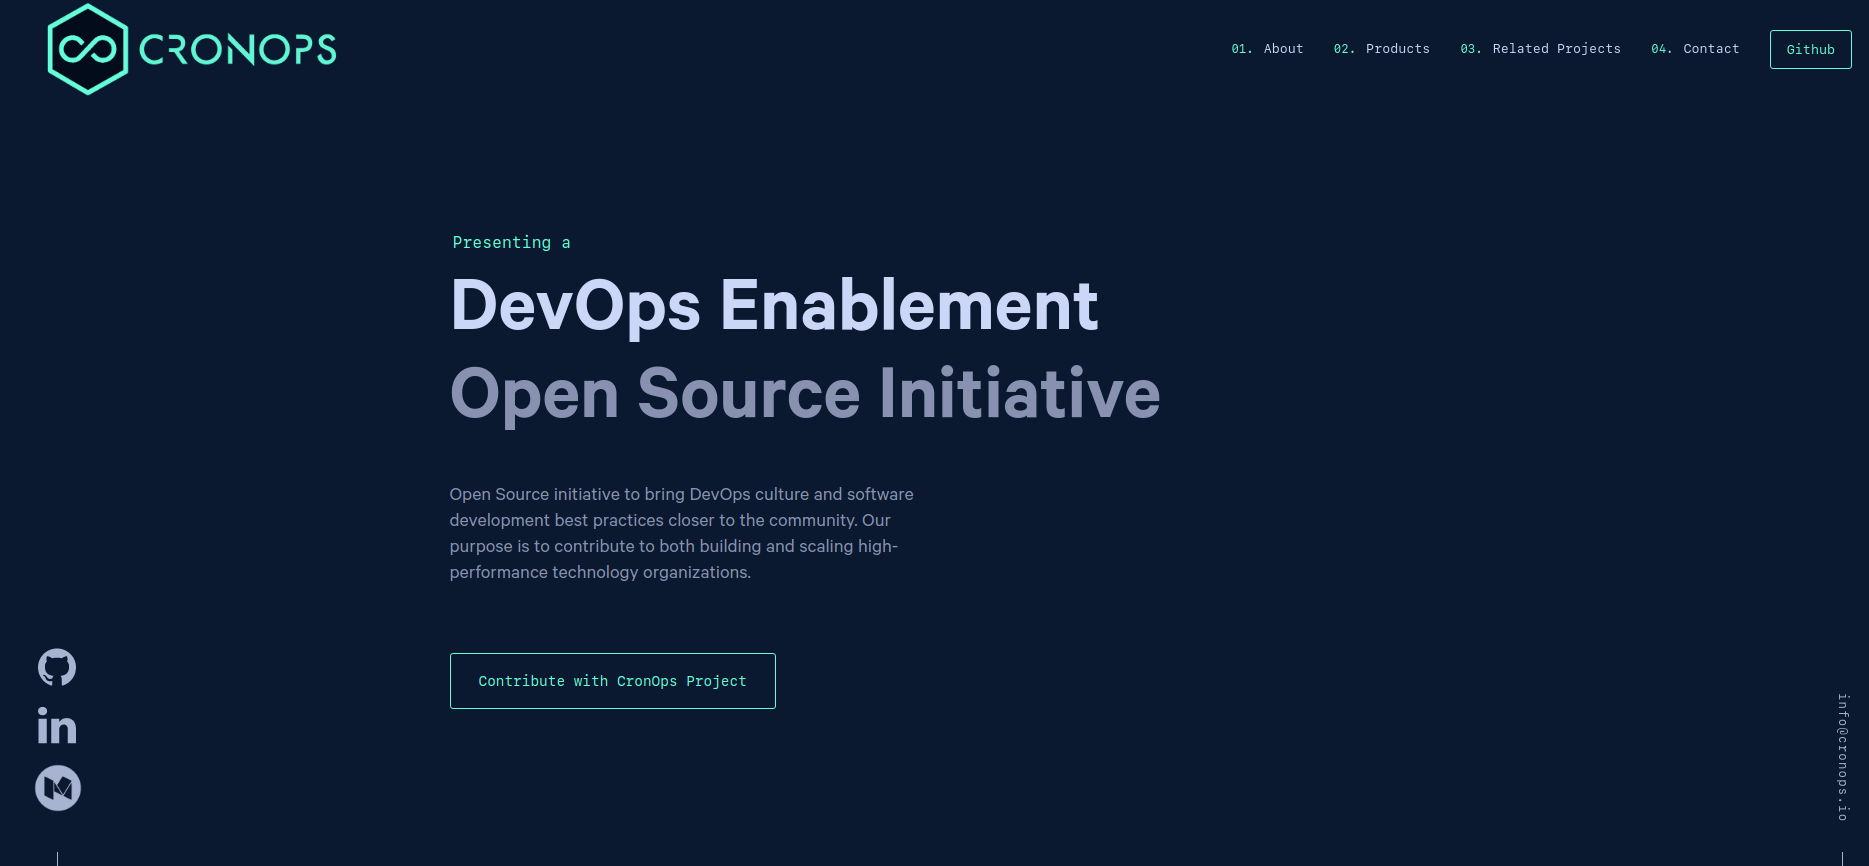 CRONOPS
01. About 02. Products 03. Related Projects 04. Contact Github
Presenting a
DevOps Enablement
Open Source Initiative
Open Source initiative to bring DevOps culture and software
development best practices closer to the community. Our
purpose is to contribute to both building and scaling high-
performance technology organizations.
Contribute with CronOps Project
in
info@cronops.io